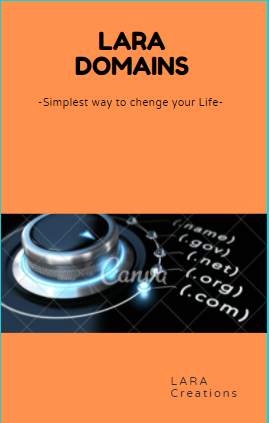 LARA
DOMAINS
-Simplest way to chenge your Life-
(.name)
(.gov)
(.net)
(.org)
(.com)
Canva
LARA
Creations